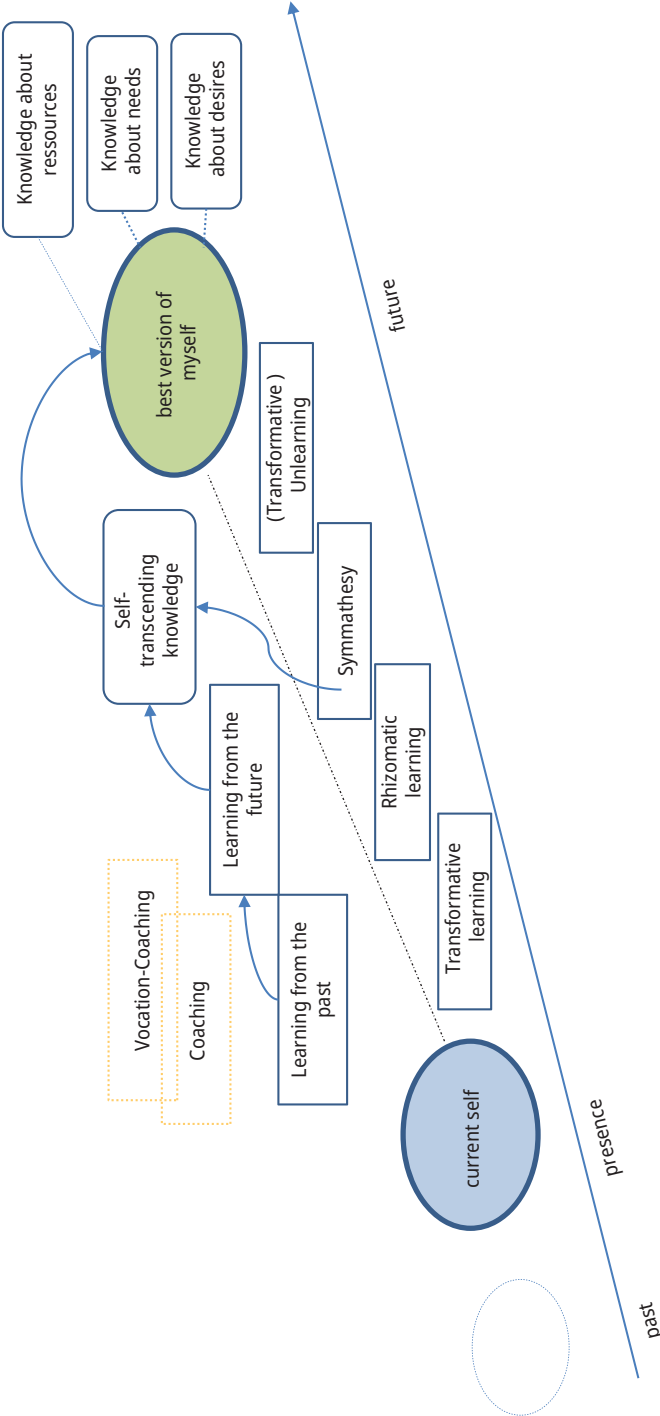 Knowledge about
ressources
Knowledge
about needs
Knowledge
about desires
best version of
myself
Self-
transcending
knowledge
(Transformative )
Unlearning
Symmathesy
Rhizomatic
learning
Transformative
learning
Learning from the
future
Learning from the
past
Vocation-Coaching
Coaching
current self
past
presence
future